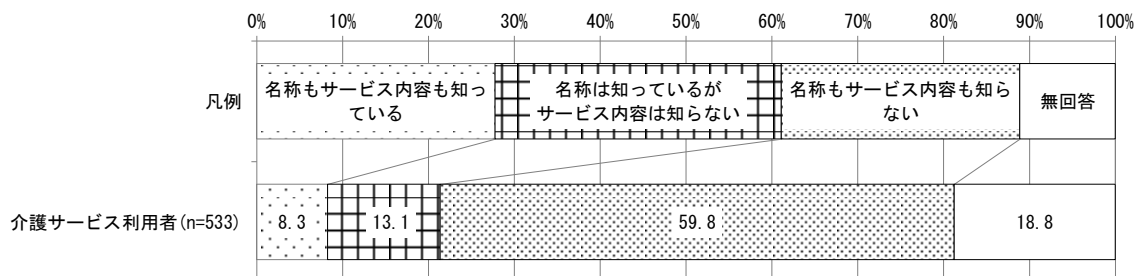 0% 10% 20% 30% 40% 50% 60% 70% 80% 90% 100%
凡例
名称もサービス内容も知っ
ている
名称は知っているが
サービス内容は知らない
名称もサービス内容も知ら
ない
無回答
介護サービス利用者(n=533)
8.3 13.1 59.8 18.8